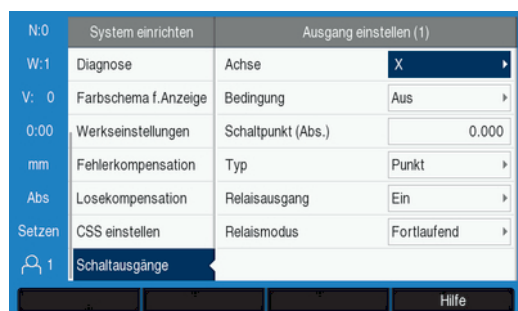 N:0
System einrichten
Ausgang einstellen (1)
W:1
Diagnose
Achse
X
V: 0
Farbschema f.Anzeige
Bedingung
Aus
0:00
Werkseinstellungen
Schaltpunkt (Abs.)
0.000
mm
Fehlerkompensation
Typ
Punkt
Abs
Losekompensation
Relaisausgang
Ein
Setzen
CSS einstellen
Relaismodus
Fortlaufend
1
Schaltausgänge
Hilfe